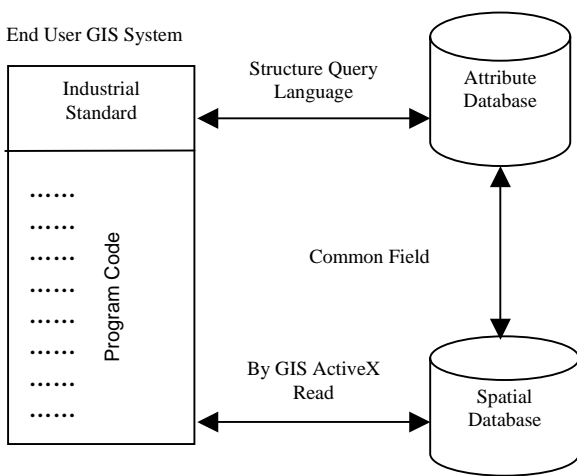 End User GIS System
Industrial
Standard
Structure Query
Language
Attribute
Database
......
......
......
......
......
......
......
......
Program Code
Common Field
By GIS ActiveX
Read
Spatial
Database